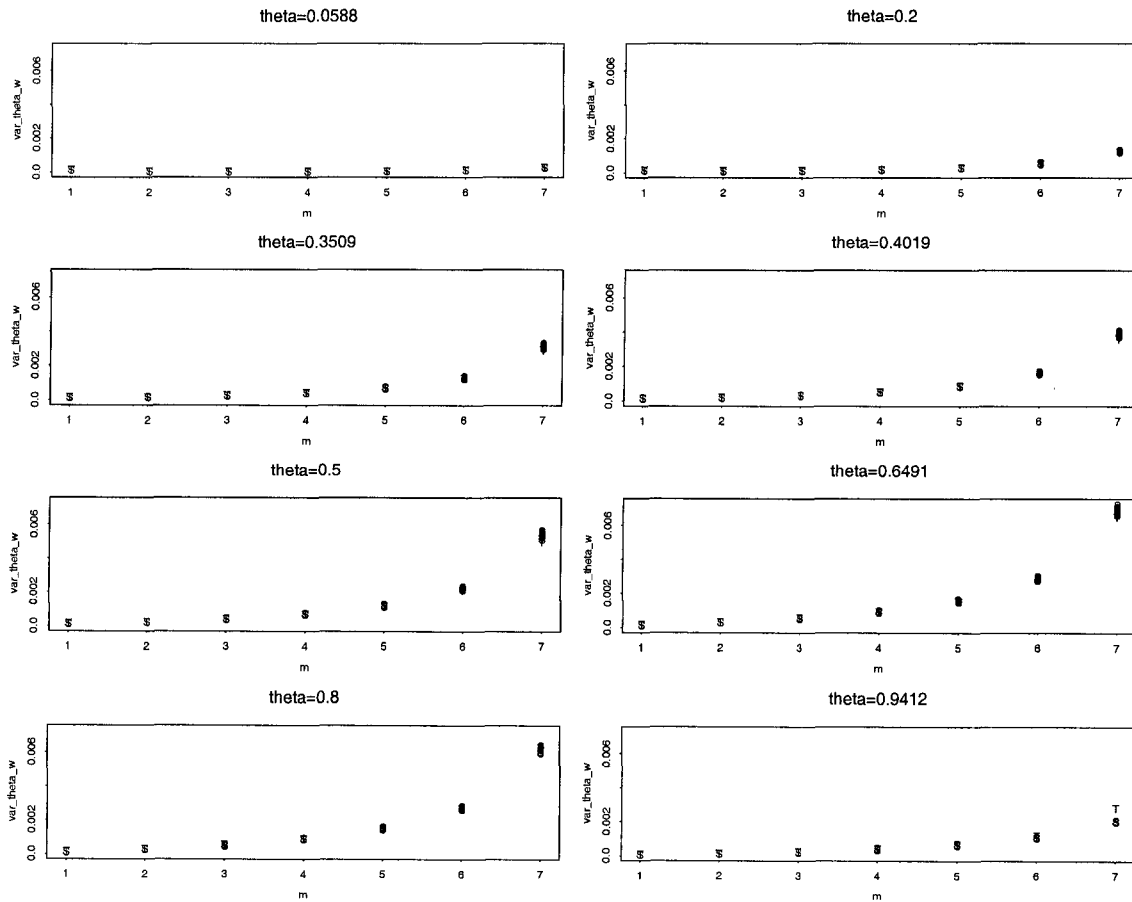 theta=0.0588
var_theta_w
0.006
0.002
0.0
1 2 3 4 5 6 7
m
theta=0.2
var_theta_w
0.006
0.002
0.0
1 2 3 4 5 6 7
m
theta=0.3509
var_theta_w
0.006
0.002
0.0
1 2 3 4 5 6 7
m
theta=0.4019
var_theta_w
0.006
0.002
0.0
1 2 3 4 5 6 7
m
theta=0.5
var_theta_w
0.006
0.002
0.0
1 2 3 4 5 6 7
m
theta=0.6491
var_theta_w
0.006
0.002
0.0
1 2 3 4 5 6 7
m
theta=0.8
var_theta_w
0.006
0.002
0.0
1 2 3 4 5 6 7
m
theta=0.9412
var_theta_w
0.006
0.002
0.0
T
S
1 2 3 4 5 6 7
m